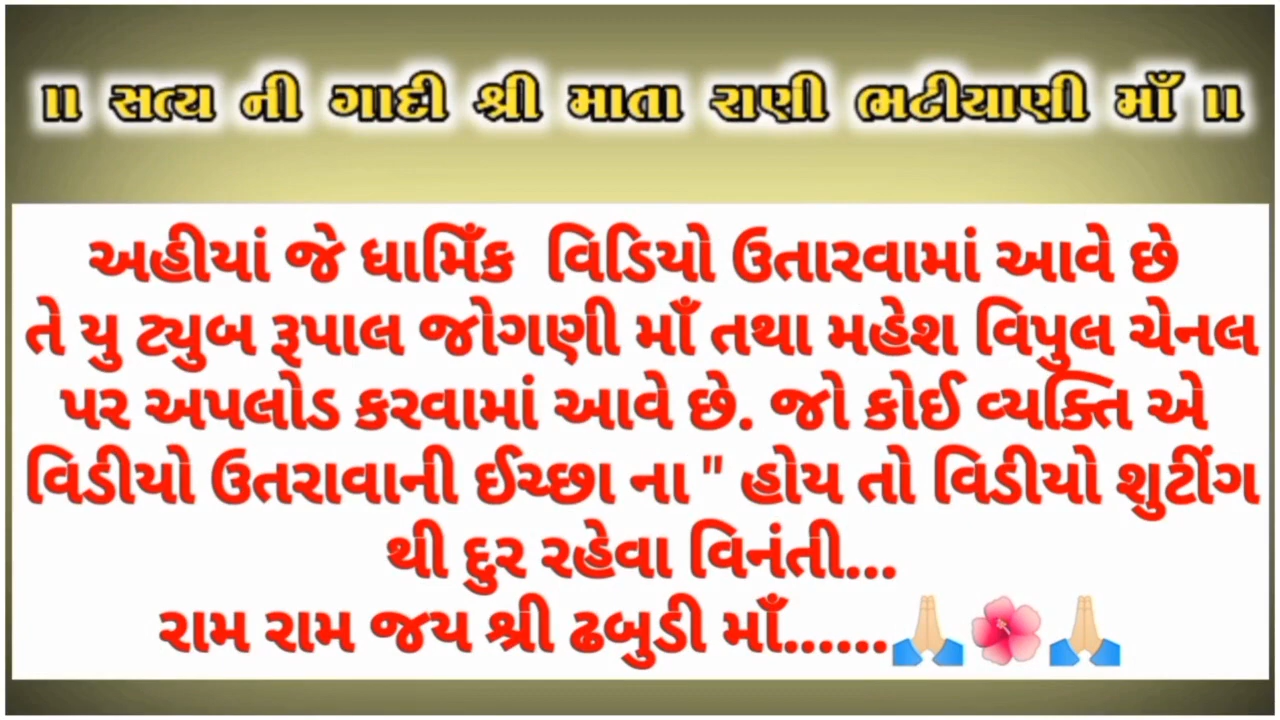 ॥ સત્ય ની ગાદી શ્રી માતા રાણી ભટીયાણી માઁ ॥
અહીયાં જે ધાર્મિઁક વિડિયો ઉતારવામાં આવે છે
તે યુ ટ્યુબ રૂપાલ જોગણી માઁ તથા મહેશ વિપુલ ચેનલ
પર અપલોડ કરવામાં આવે છે. જો કોઈ વ્યક્તિ એ
વિડીયો ઉતરાવાની ઈચ્છા ના " હોય તો વિડીયો શુટીંગ
થી દુર રહેવા વિનંતી...
રામ રામ જય શ્રી ઢબુડી માઁ......🙏🏼🌺🙏🏼